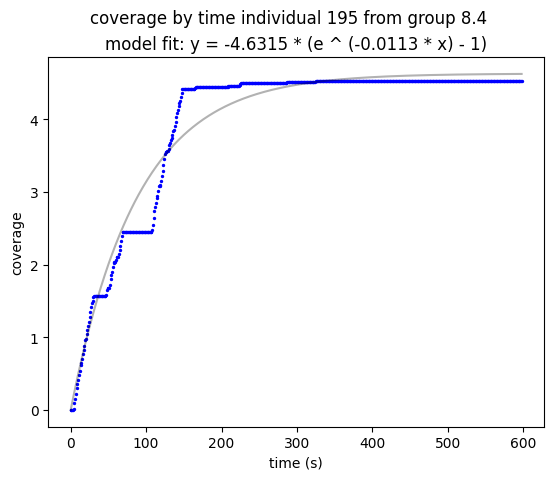 coverage by time individual 195 from group 8.4
model fit: y = -4.6315 * (e ^ (-0.0113 * x) - 1)
4
3
2
1
0
coverage
0 100 200 300 400 500 600
time (s)